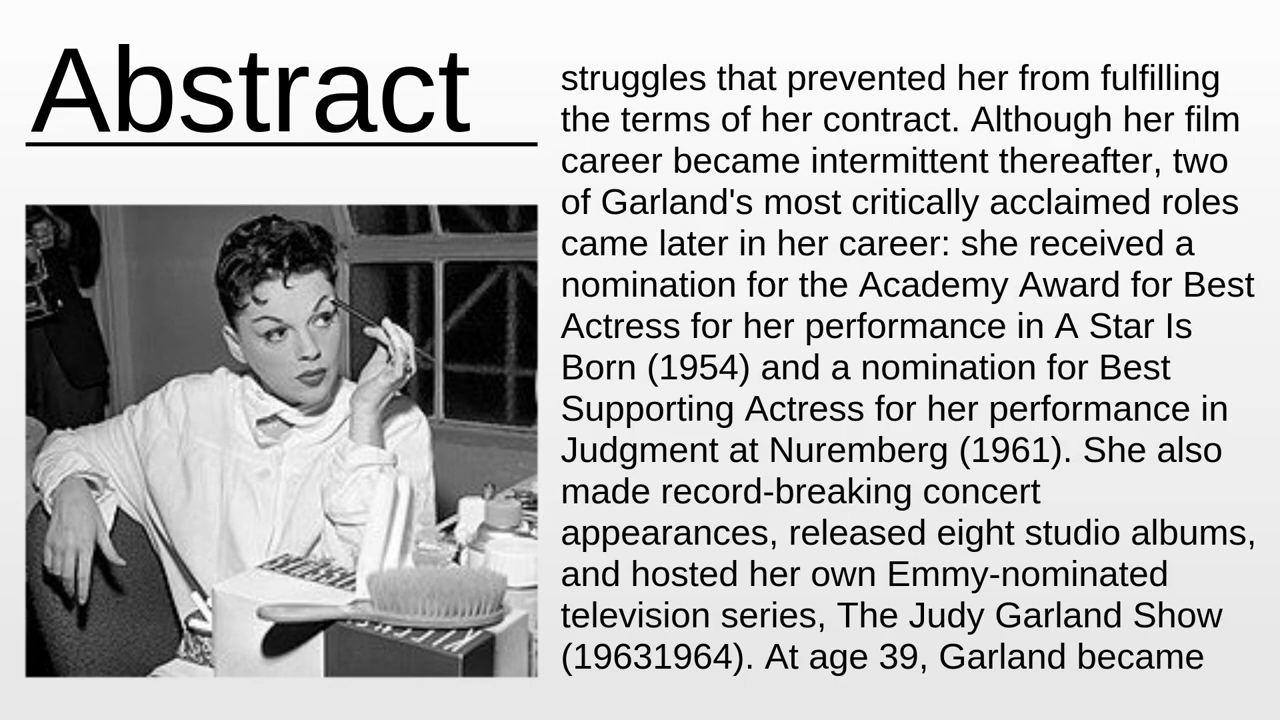 Abstract
struggles that prevented her from fulfilling
the terms of her contract. Although her film
career became intermittent thereafter, two
of Garland's most critically acclaimed roles
came later in her career: she received a
nomination for the Academy Award for Best
Actress for her performance in A Star Is
Born (1954) and a nomination for Best
Supporting Actress for her performance in
Judgment at Nuremberg (1961). She also
made record-breaking concert
appearances, released eight studio albums,
and hosted her own Emmy-nominated
television series, The Judy Garland Show
(19631964). At age 39, Garland became